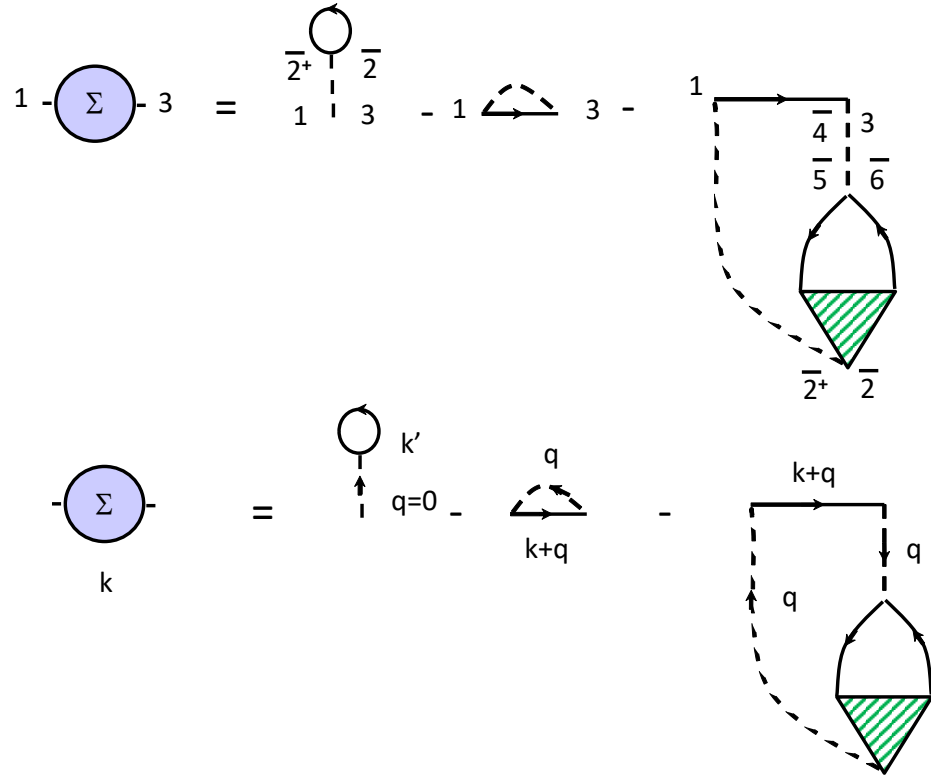 2̅⁺ 2̅
1 - Σ - 3 = 1 3 - 1 3 - 1
4̅ 3
5̅ 6̅
2̅⁺ 2̅
k'
q k+q
- Σ - = q=0 - - q
k+q
k q